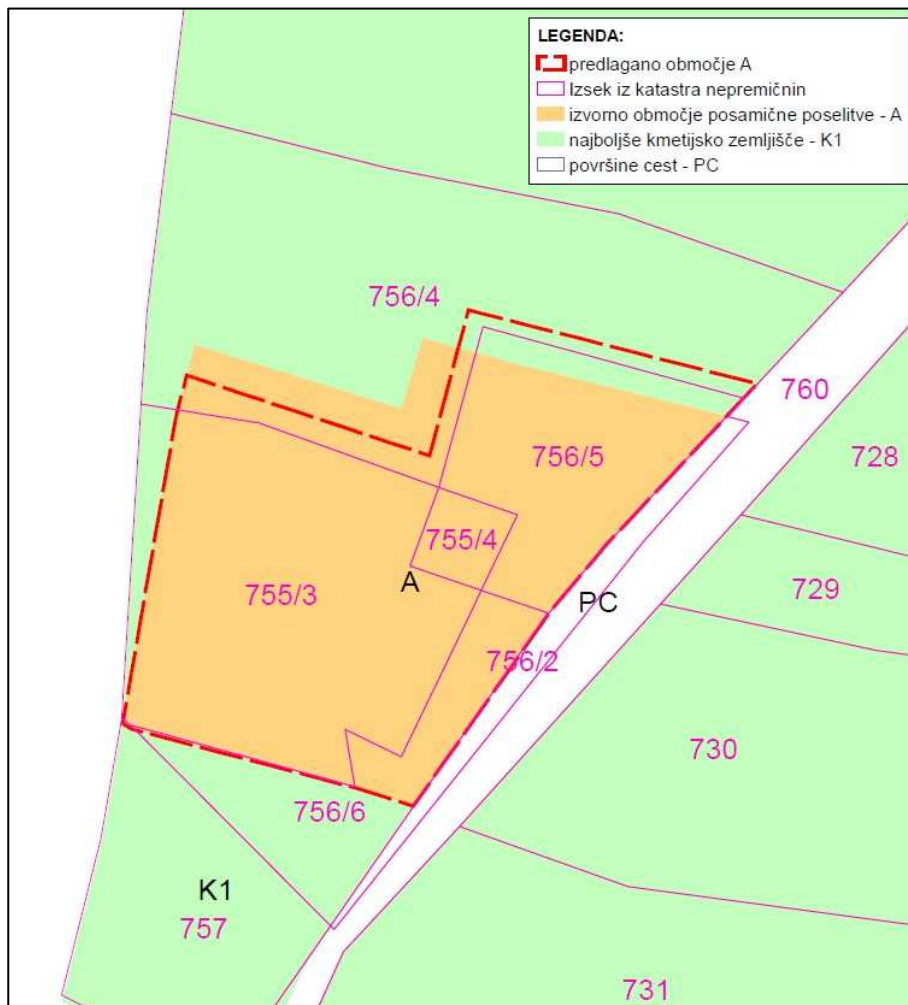 LEGENDA:
predlagano območje A
Izsek iz katastra nepremičnin
izvorno območje posamične poselitve - A
najboljše kmetijsko zemljišče - K1
površine cest - PC
756/4
760
756/5
728
755/4
A
755/3
PC
729
756/2
730
756/6
K1
757
731